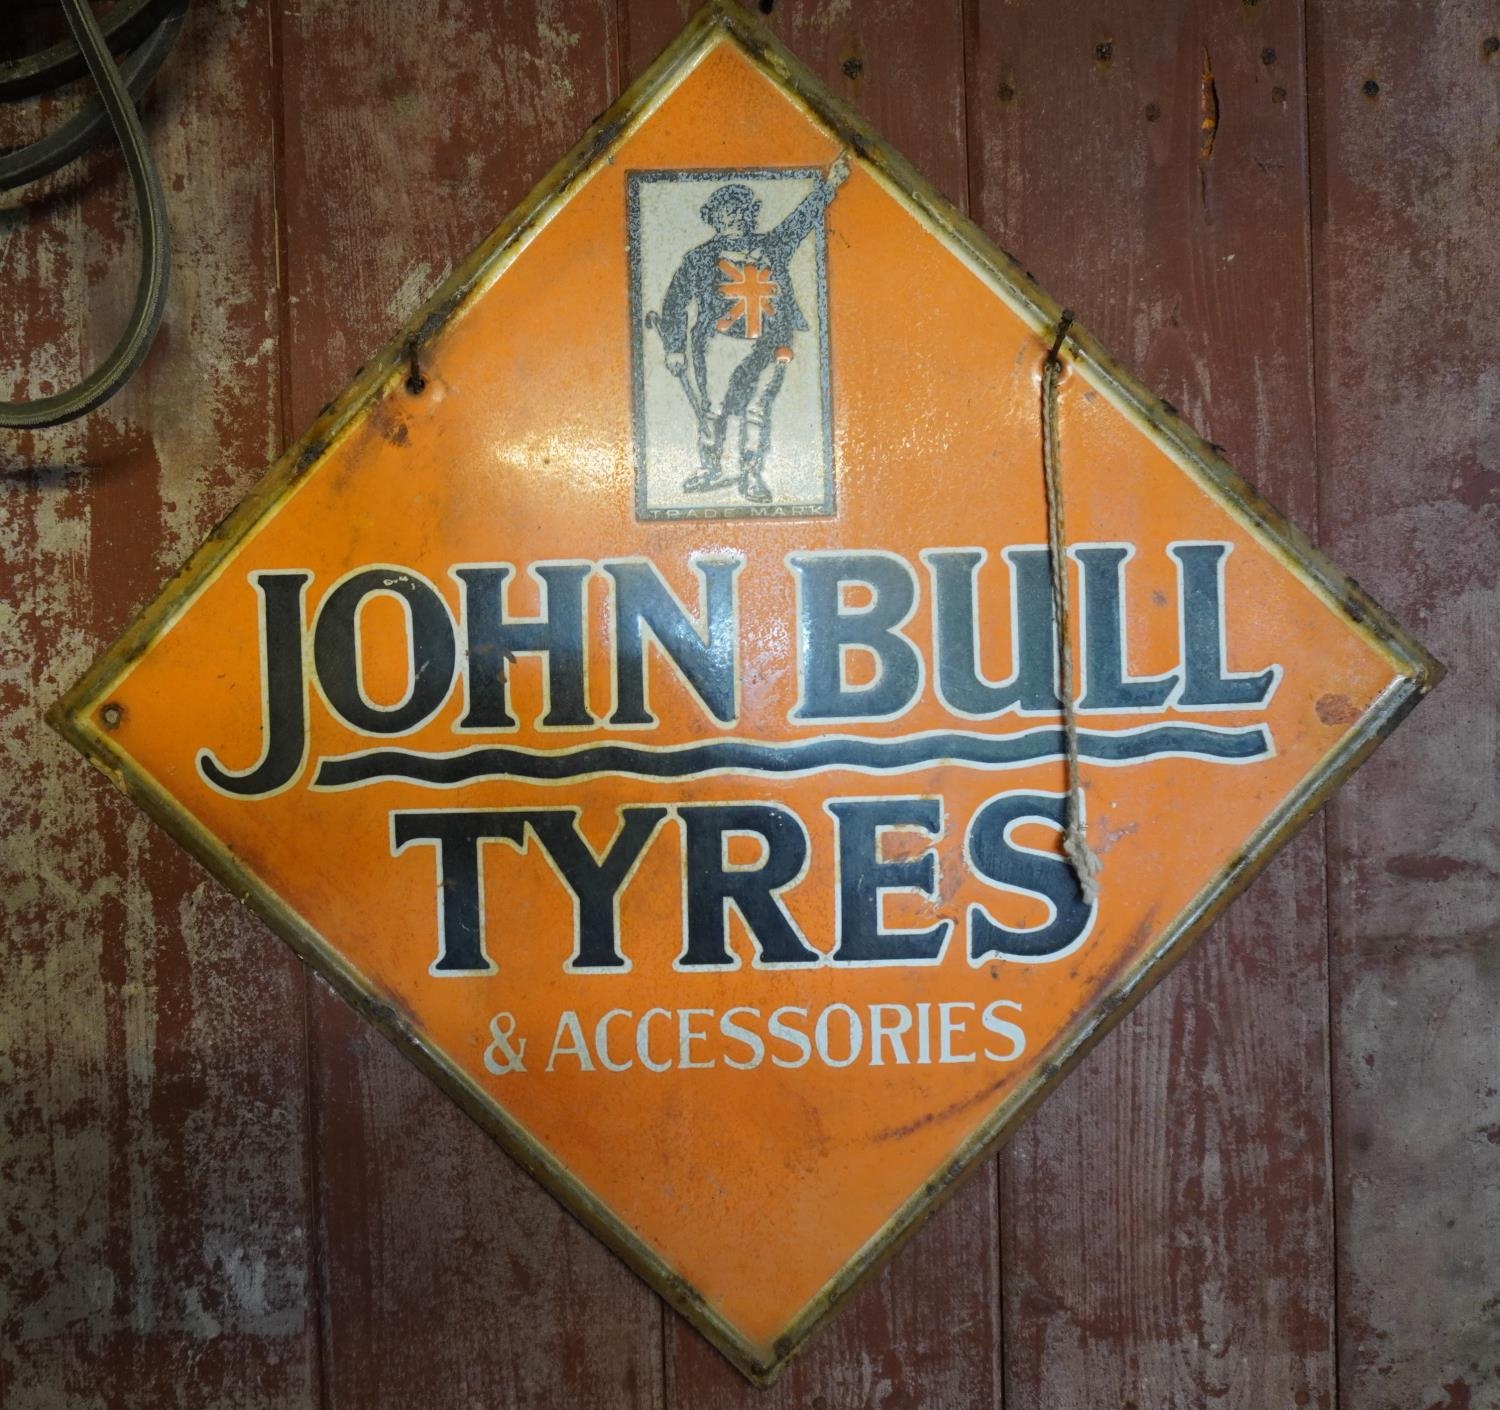 TRADE MARK
JOHN BULL
TYRES
& ACCESSORIES